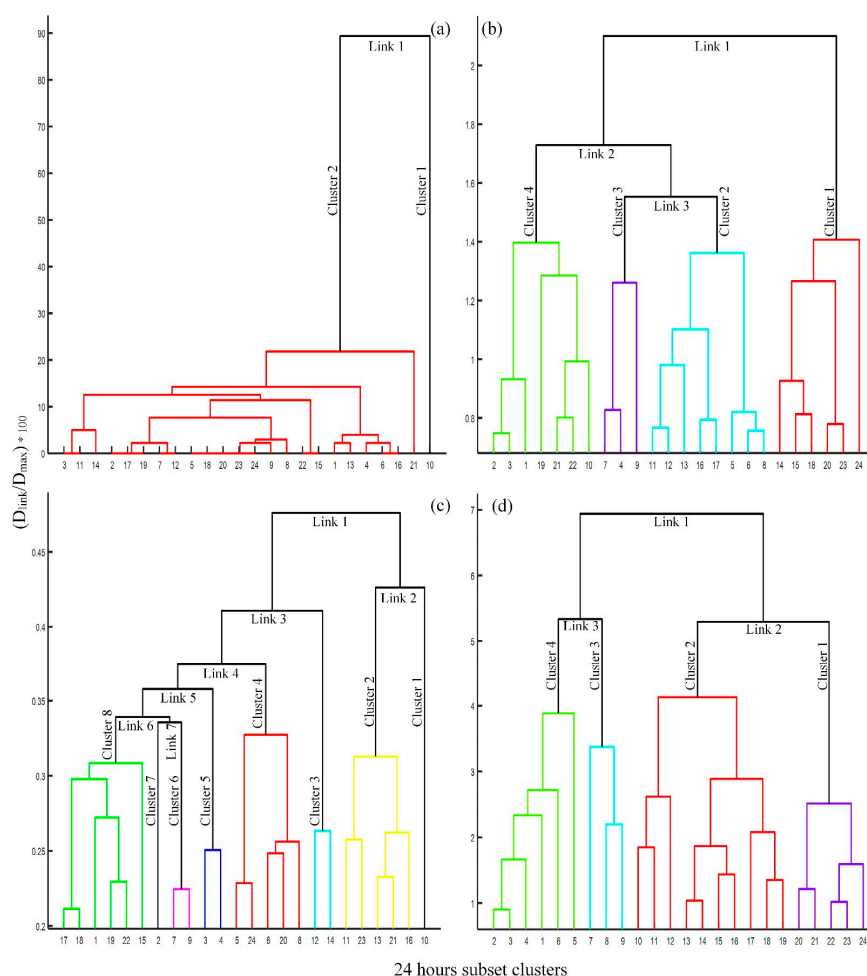 (a)
Link 1
Cluster 2
Cluster 1
90
80
70
60
50
40
30
20
10
0
3 11 14 2 17 19 7 12 5 18 20 23 24 9 8 22 15 1 13 4 6 16 21 10
(b)
Link 1
Link 2
Link 3
Cluster 4
Cluster 3
Cluster 2
Cluster 1
2
1.8
1.6
1.4
1.2
1
0.8
2 3 1 19 21 22 10 7 4 9 11 12 13 16 17 5 6 8 14 15 18 20 23 24
(D_link/D_max) * 100
(c)
Link 1
Link 2
Link 3
Link 4
Link 5
Link 6
Link 7
Cluster 8
Cluster 7
Cluster 6
Cluster 5
Cluster 4
Cluster 3
Cluster 2
Cluster 1
0.45
0.4
0.35
0.3
0.25
0.2
17 18 1 19 22 15 2 7 9 3 4 5 24 6 20 8 12 14 11 23 13 21 16 10
(d)
Link 1
Link 3
Link 2
Cluster 4
Cluster 3
Cluster 2
Cluster 1
7
6
5
4
3
2
1
2 3 4 1 6 5 7 8 9 10 11 12 13 14 15 16 17 18 19 20 21 22 23 24
24 hours subset clusters